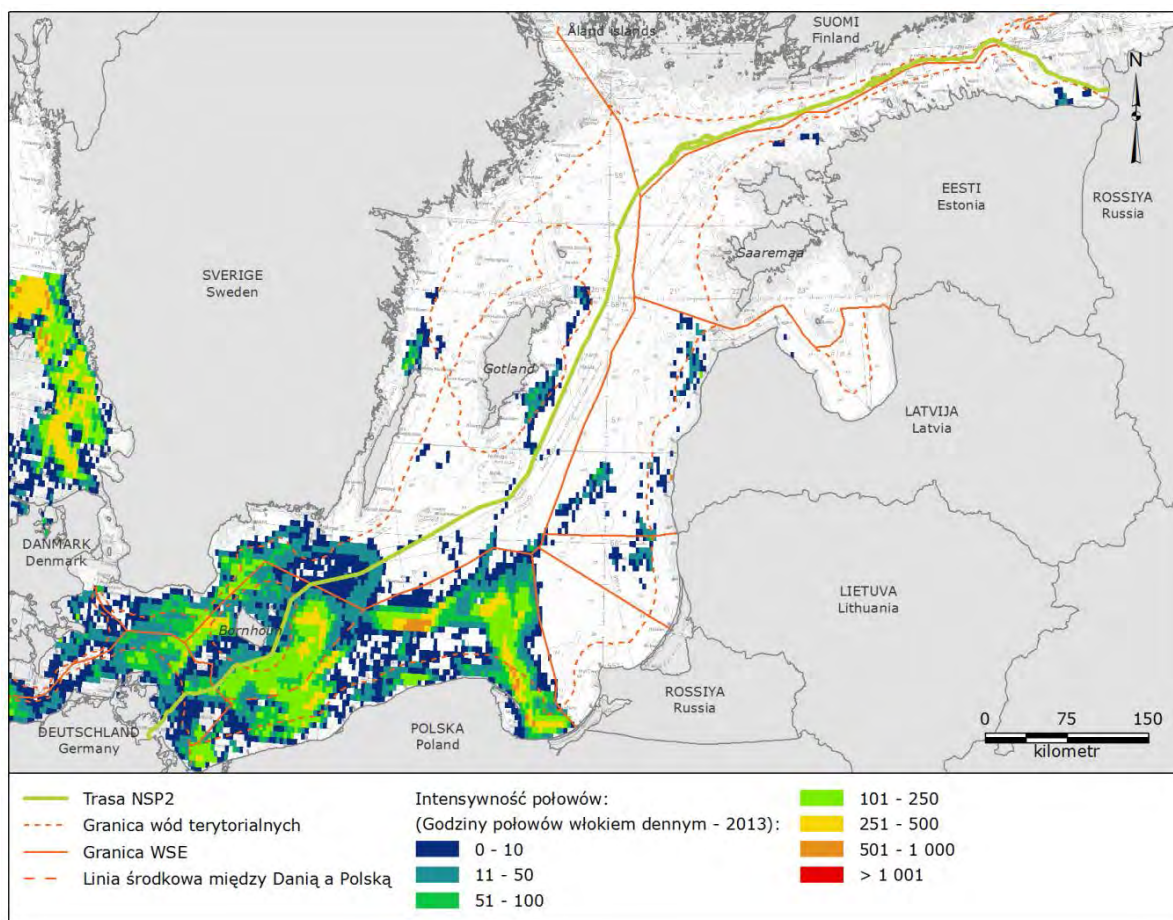 Åland islands
SUOMI
Finland
N
EESTI
Estonia
ROSSIYA
Russia
SVERIGE
Sweden
Saaremaa
Gotland
LATVIJA
Latvia
DANMARK
Denmark
LIETUVA
Lithuania
Bornholm
ROSSIYA
Russia
DEUTSCHLAND
Germany
POLSKA
Poland
0 75 150
kilometr
Trasa NSP2
Granica wód terytorialnych
Granica WSE
Linia środkowa między Danią a Polską
Intensywność połowów:
(Godziny połowów włokiem dennym - 2013):
0 - 10
11 - 50
51 - 100
101 - 250
251 - 500
501 - 1 000
> 1 001